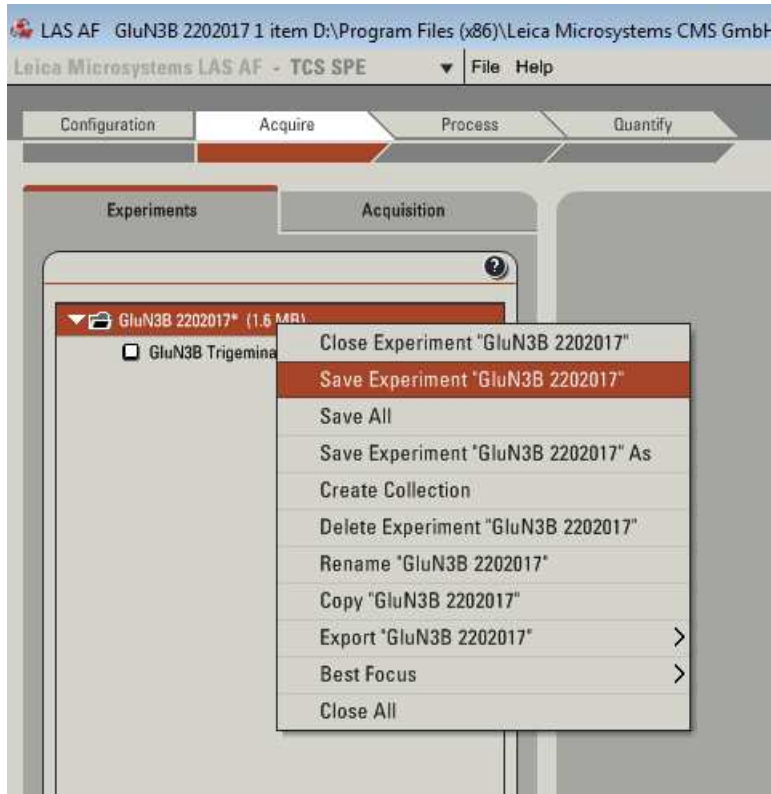 LAS AF GluN3B 2202017 1 item D:\Program Files (x86)\Leica Microsystems CMS GmbH
Leica Microsystems LAS AF - TCS SPE File Help
Configuration Acquire Process Quantify
Experiments Acquisition
?
GluN3B 2202017* (1.6 MB)
GluN3B Trigemina
Close Experiment "GluN3B 2202017"
Save Experiment "GluN3B 2202017"
Save All
Save Experiment "GluN3B 2202017" As
Create Collection
Delete Experiment "GluN3B 2202017"
Rename "GluN3B 2202017"
Copy "GluN3B 2202017"
Export "GluN3B 2202017"
Best Focus
Close All